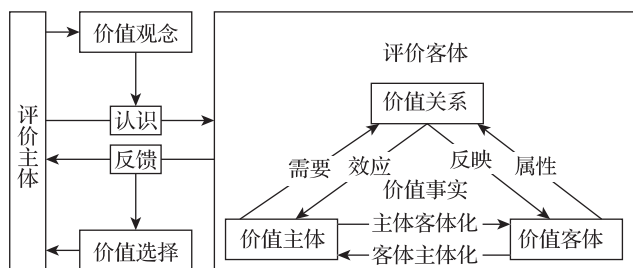 价值观念
评价客体
价值关系
评价主体
认识
反馈
需要
效应
反映
属性
价值事实
主体客体化
价值主体
价值客体
客体主体化
价值选择